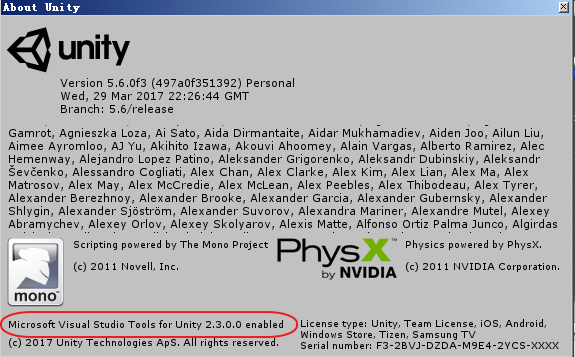 About Unity
unity
Version 5.6.0f3 (497a0f351392) Personal
Wed, 29 Mar 2017 22:26:44 GMT
Branch: 5.6/release
Gamrot, Agnieszka Loza, Ai Sato, Aida Dirmantaite, Aidar Mukhamadiev, Aiden Joo, Ailun Liu,
Aimee Ayromloo, AJ Yu, Akihito Izawa, Akouvi Ahoomey, Alain Vargas, Alberto Ramirez, Alec
Hemenway, Alejandro Lopez Patino, Aleksander Grigorenko, Aleksandr Dubinskiy, Aleksandr
Ševčenko, Alessandro Cogliati, Alex Chan, Alex Clarke, Alex Kim, Alex Lian, Alex Ma, Alex
Matrosov, Alex May, Alex McCredie, Alex McLean, Alex Peebles, Alex Thibodeau, Alex Tyrer,
Alexander Berezhnoy, Alexander Brooke, Alexander Garcia, Alexander Gubernsky, Alexander
Shlygin, Alexander Sjöström, Alexander Suvorov, Alexandra Mariner, Alexandre Mutel, Alexey
Abramychev, Alexey Orlov, Alexey Skolyarov, Alexis Matte, Alfonso Ortiz Palma Junco, Algirdas
Scripting powered by The Mono Project
(c) 2011 Novell, Inc.
mono™
PhysX™
by NVIDIA
Physics powered by PhysX.
(c) 2011 NVIDIA Corporation.
Microsoft Visual Studio Tools for Unity 2.3.0.0 enabled
(c) 2017 Unity Technologies ApS. All rights reserved.
License type: Unity, Team License, iOS, Android,
Windows Store, Tizen, Samsung TV
Serial number: F3-2BVJ-DZDA-M9E4-2YCS-XXXX